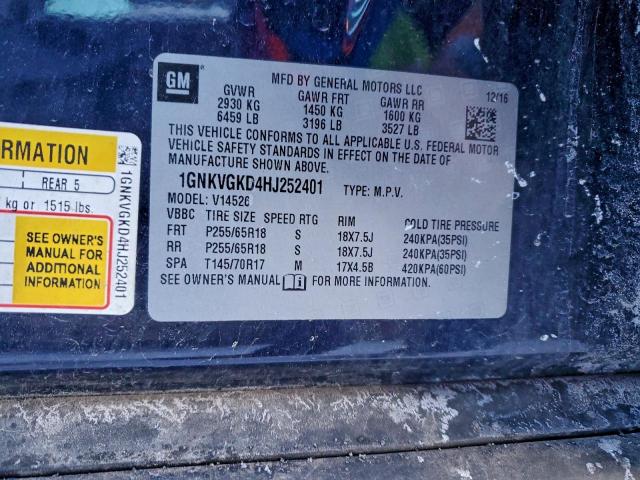 GM
MFD BY GENERAL MOTORS LLC
GVWR GAWR FRT GAWR RR 12/16
2930 KG 1450 KG 1600 KG
6459 LB 3196 LB 3527 LB
THIS VEHICLE CONFORMS TO ALL APPLICABLE U.S. FEDERAL MOTOR
VEHICLE SAFETY STANDARDS IN EFFECT ON THE DATE OF
MANUFACTURE SHOWN ABOVE.
1GNKVGKD4HJ252401 TYPE: M.P.V.
MODEL: V14526
VBBC TIRE SIZE SPEED RTG RIM COLD TIRE PRESSURE
FRT P255/65R18 S 18X7.5J 240KPA(35PSI)
RR P255/65R18 S 18X7.5J 240KPA(35PSI)
SPA T145/70R17 M 17X4.5B 420KPA(60PSI)
SEE OWNER'S MANUAL FOR MORE INFORMATION.
RMATION
REAR 5
kg or 1515 lbs.
SEE OWNER'S
MANUAL FOR
ADDITIONAL
INFORMATION
1GNKVGKD4HJ252401